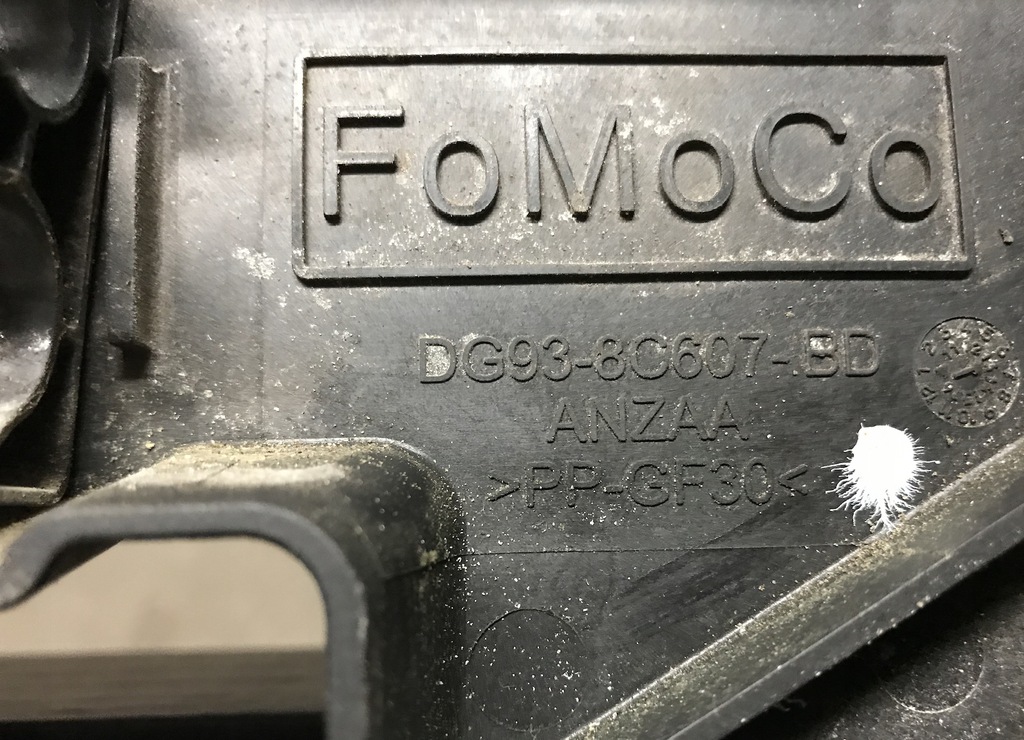 FoMoCo
DG93-8C607-.BD
ANZAA
>PP-GF30<